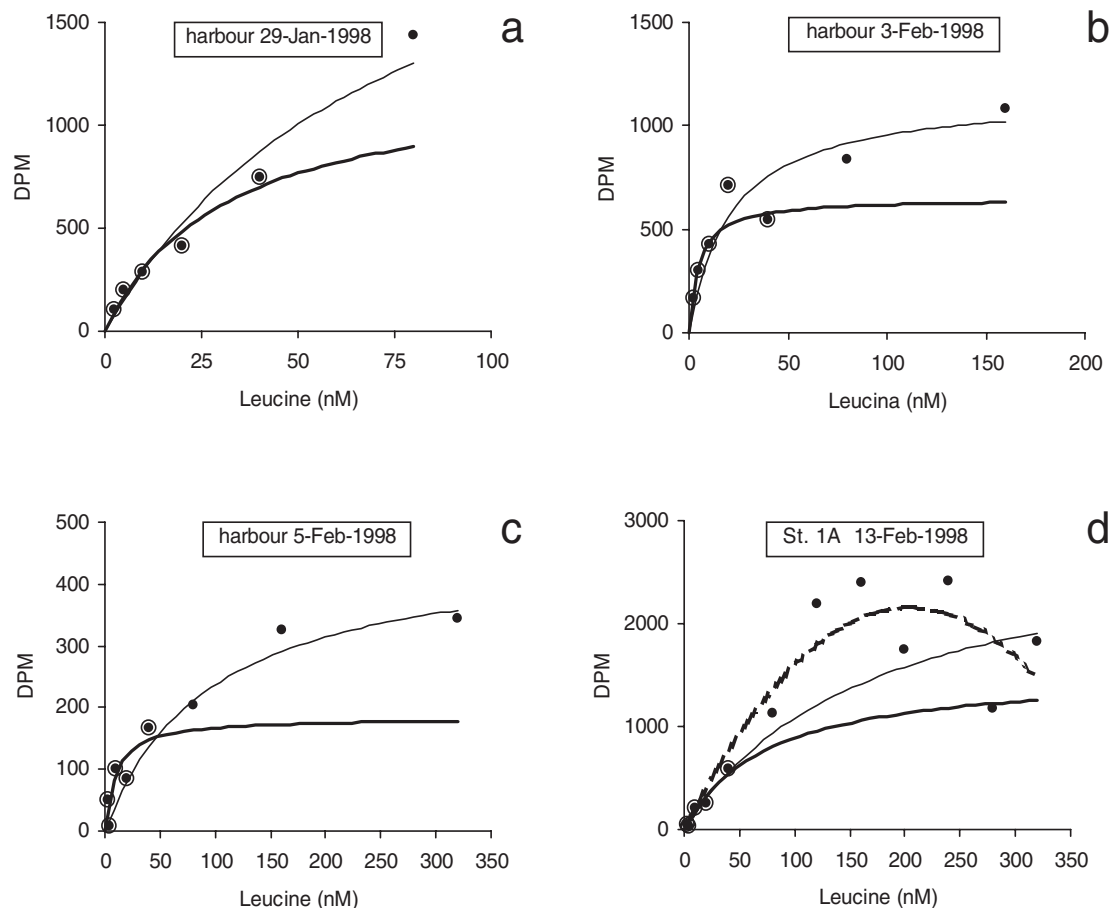 a
harbour 29-Jan-1998
1500
1000
500
0
DPM
0 25 50 75 100
Leucine (nM)
b
harbour 3-Feb-1998
1500
1000
500
0
DPM
0 50 100 150 200
Leucina (nM)
c
harbour 5-Feb-1998
500
400
300
200
100
0
DPM
0 50 100 150 200 250 300 350
Leucine (nM)
d
St. 1A 13-Feb-1998
3000
2000
1000
0
DPM
0 50 100 150 200 250 300 350
Leucine (nM)